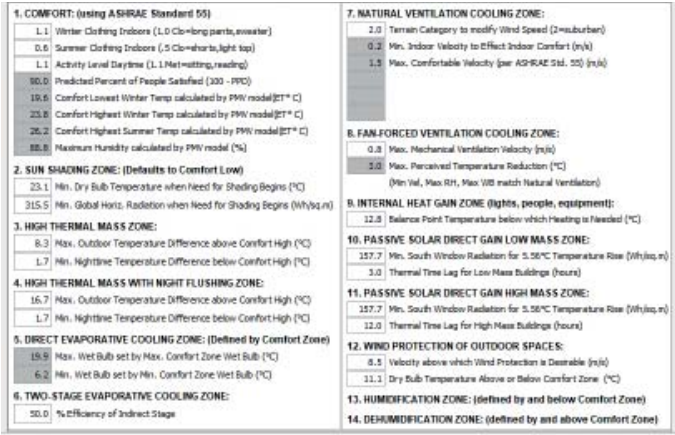 1. COMFORT: (using ASHRAE Standard 55)
1.1 Winter Clothing Indoors (1.0 Clo=long pants,sweater)
0.6 Summer Clothing Indoors (.5 Clo=shorts,light top)
1.1 Activity Level Daytime (1.1 Met=sitting,reading)
90.0 Predicted Percent of People Satisfied (100 - PPD)
19.6 Comfort Lowest Winter Temp calculated by PMV model(ET* C)
23.8 Comfort Highest Winter Temp calculated by PMV model(ET* C)
26.2 Comfort Highest Summer Temp calculated by PMV model(ET* C)
88.8 Maximum Humidity calculated by PMV model (%)
2. SUN SHADING ZONE: (Defaults to Comfort Low)
23.1 Min. Dry Bulb Temperature when Need for Shading Begins (°C)
315.5 Min. Global Horiz. Radiation when Need for Shading Begins (Wh/sq.m)
3. HIGH THERMAL MASS ZONE:
8.3 Max. Outdoor Temperature Difference above Comfort High (°C)
1.7 Min. Nighttime Temperature Difference below Comfort High (°C)
4. HIGH THERMAL MASS WITH NIGHT FLUSHING ZONE:
16.7 Max. Outdoor Temperature Difference above Comfort High (°C)
1.7 Min. Nighttime Temperature Difference below Comfort High (°C)
5. DIRECT EVAPORATIVE COOLING ZONE: (Defined by Comfort Zone)
19.9 Max. Wet Bulb set by Max. Comfort Zone Wet Bulb (°C)
6.2 Min. Wet Bulb set by Min. Comfort Zone Wet Bulb (°C)
6. TWO-STAGE EVAPORATIVE COOLING ZONE:
50.0 % Efficiency of Indirect Stage
7. NATURAL VENTILATION COOLING ZONE:
2.0 Terrain Category to modify Wind Speed (2=suburban)
0.2 Min. Indoor Velocity to Effect Indoor Comfort (m/s)
1.5 Max. Comfortable Velocity (per ASHRAE Std. 55) (m/s)
8. FAN-FORCED VENTILATION COOLING ZONE:
0.8 Max. Mechanical Ventilation Velocity (m/s)
3.0 Max. Perceived Temperature Reduction (°C)
(Min Vel, Max RH, Max WB match Natural Ventilation)
9. INTERNAL HEAT GAIN ZONE (lights, people, equipment):
12.8 Balance Point Temperature below which Heating is Needed (°C)
10. PASSIVE SOLAR DIRECT GAIN LOW MASS ZONE:
157.7 Min. South Window Radiation for 5.56°C Temperature Rise (Wh/sq.m)
3.0 Thermal Time Lag for Low Mass Buildings (hours)
11. PASSIVE SOLAR DIRECT GAIN HIGH MASS ZONE:
157.7 Min. South Window Radiation for 5.56°C Temperature Rise (Wh/sq.m)
12.0 Thermal Time Lag for High Mass Buildings (hours)
12. WIND PROTECTION OF OUTDOOR SPACES:
8.5 Velocity above which Wind Protection is Desirable (m/s)
11.1 Dry Bulb Temperature Above or Below Comfort Zone (°C)
13. HUMIDIFICATION ZONE: (defined by and below Comfort Zone)
14. DEHUMIDIFICATION ZONE: (defined by and above Comfort Zone)